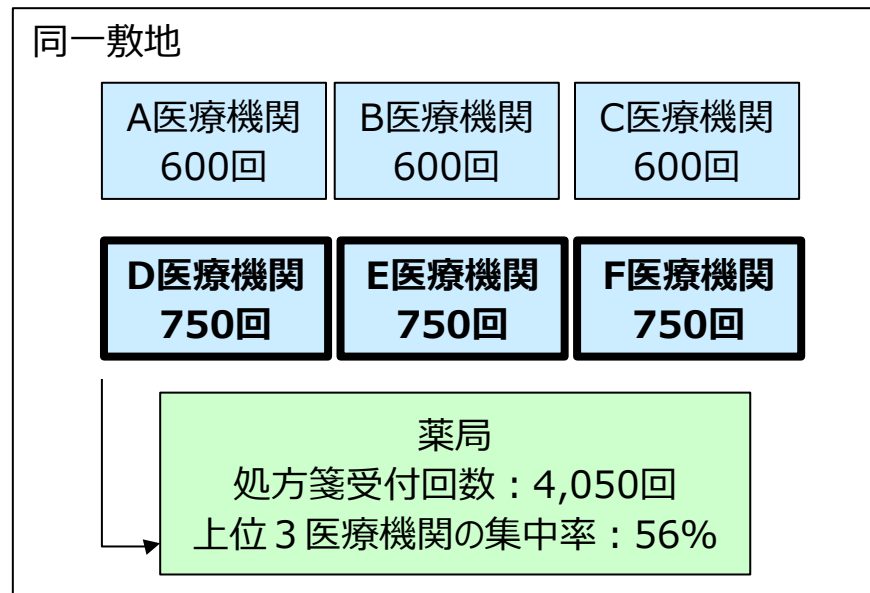 同一敷地
A医療機関
600回
B医療機関
600回
C医療機関
600回
D医療機関
750回
E医療機関
750回
F医療機関
750回
薬局
処方箋受付回数：4,050回
上位３医療機関の集中率：56%